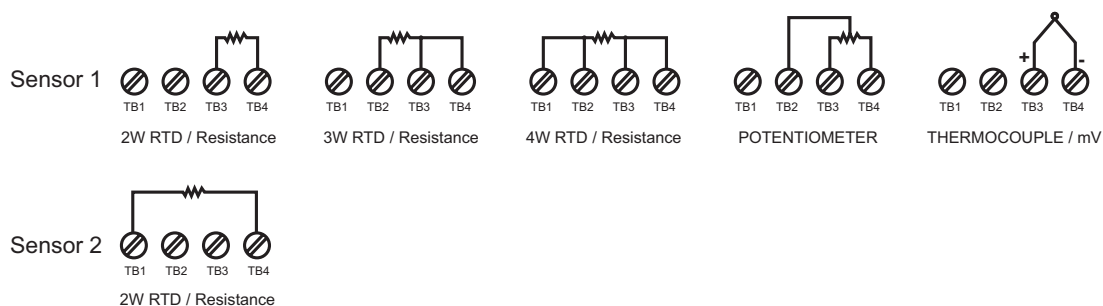 + -
Sensor 1
TB1 TB2 TB3 TB4 TB1 TB2 TB3 TB4 TB1 TB2 TB3 TB4 TB1 TB2 TB3 TB4 TB1 TB2 TB3 TB4
2W RTD / Resistance 3W RTD / Resistance 4W RTD / Resistance POTENTIOMETER THERMOCOUPLE / mV
Sensor 2
TB1 TB2 TB3 TB4
2W RTD / Resistance